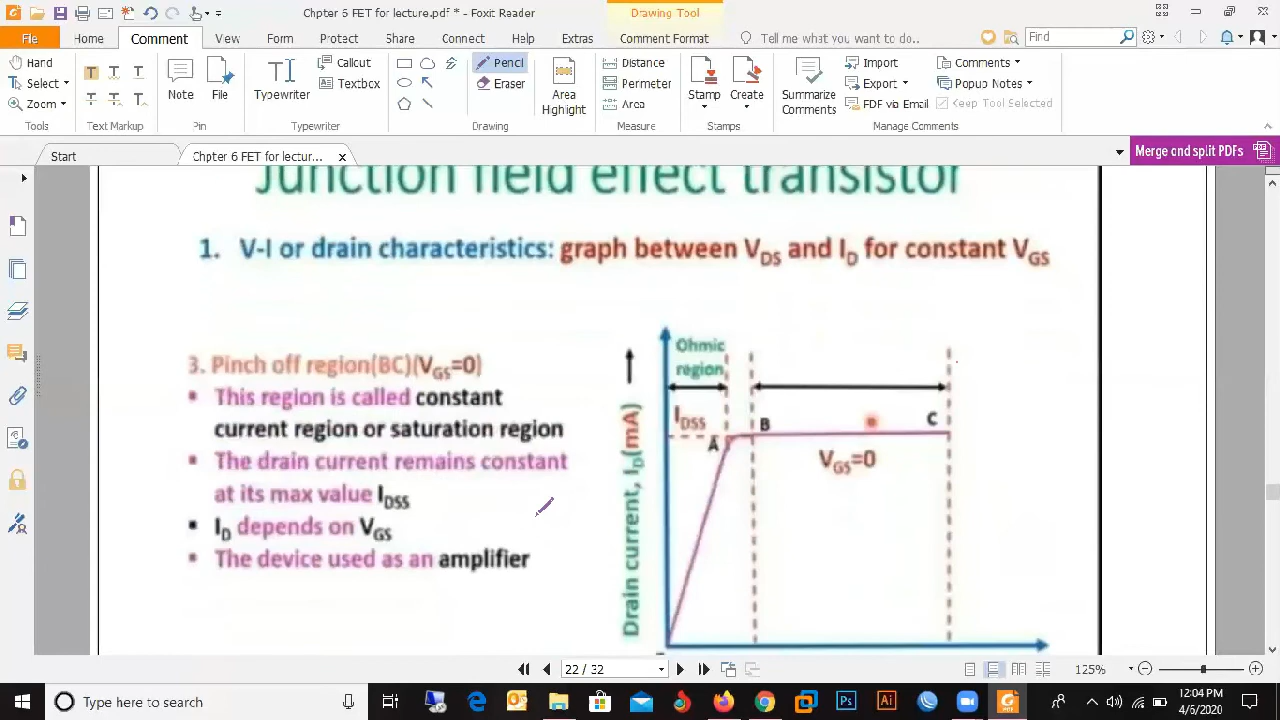 Chpter 6 FET for lecture.pdf * - Foxit Reader
Drawing Tool
File Home Comment View Form Protect Share Connect Help Extras Comment Format Tell me what you want to do.. Find
Hand
Select
Zoom
Tools
Text Markup
Note
File
Pin
Typewriter
Callout
Textbox
Typewriter
Pencil
Eraser
Drawing
Area
Highlight
Distance
Perimeter
Area
Measure
Stamp
Create
Stamps
Summarize
Comments
Import
Export
FDF via Email
Comments
Popup Notes
Keep Tool Selected
Manage Comments
Start
Chpter 6 FET for lectur...
Merge and split PDFs
Junction field effect transistor
1. V-I or drain characteristics: graph between VDS and ID for constant VGS
3. Pinch off region(BC)(VGS=0)
• This region is called constant
current region or saturation region
• The drain current remains constant
at its max value IDSS
▪ ID depends on VGS
• The device used as an amplifier
Ohmic
region
IDSS
A
B
C
VGS=0
Drain current, ID(mA)
22 / 32
125%
Type here to search
12:04 PM
4/6/2020